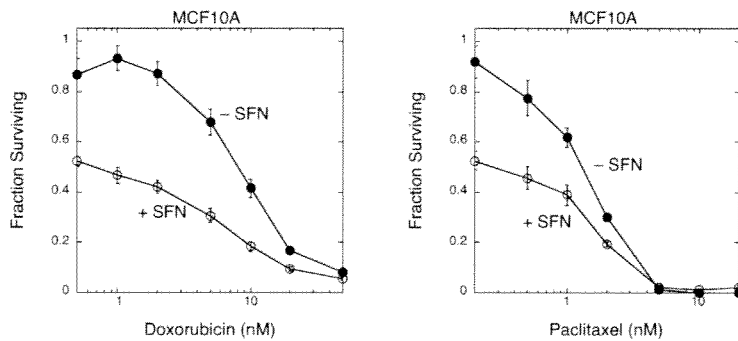 MCF10A
1
0.8
0.6
0.4
0.2
0
Fraction Surviving
– SFN
+ SFN
1
10
Doxorubicin (nM)
MCF10A
1
0.8
0.6
0.4
0.2
0
Fraction Surviving
– SFN
+ SFN
1
10
Paclitaxel (nM)